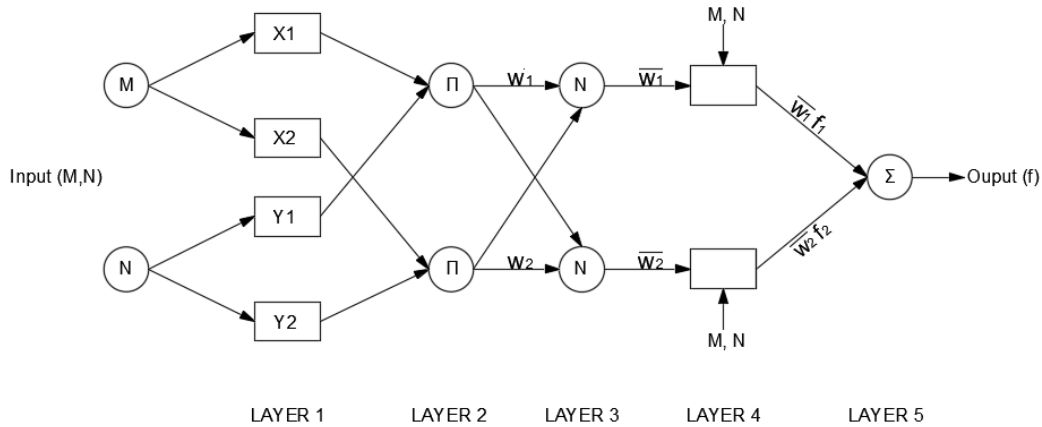 M, N
X1
M
Π
w1
N
w̅1
X2
w̅1 f1
Input (M,N)
Σ
Ouput (f)
Y1
w̅2 f2
N
Π
w2
N
w̅2
Y2
M, N
LAYER 1 LAYER 2 LAYER 3 LAYER 4 LAYER 5